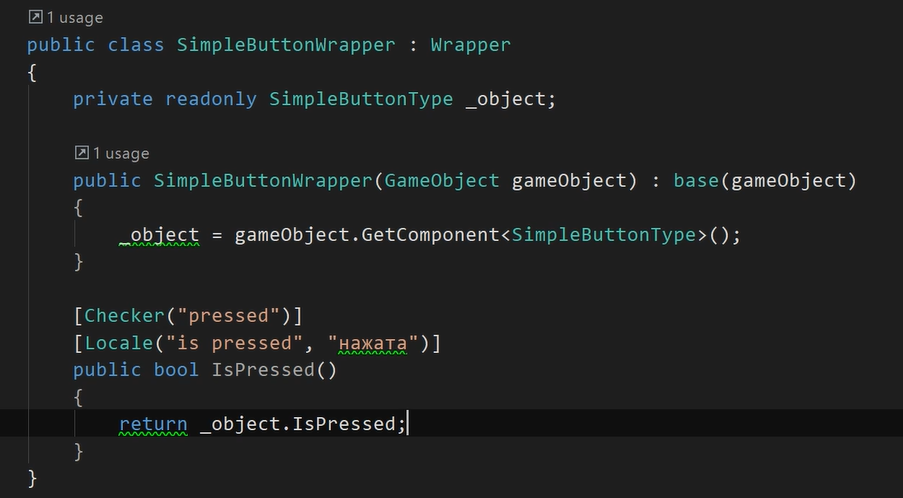 1 usage
public class SimpleButtonWrapper : Wrapper
{
private readonly SimpleButtonType _object;
1 usage
public SimpleButtonWrapper(GameObject gameObject) : base(gameObject)
{
_object = gameObject.GetComponent<SimpleButtonType>();
}
[Checker("pressed")]
[Locale("is pressed", "нажата")]
public bool IsPressed()
{
return _object.IsPressed;
}
}